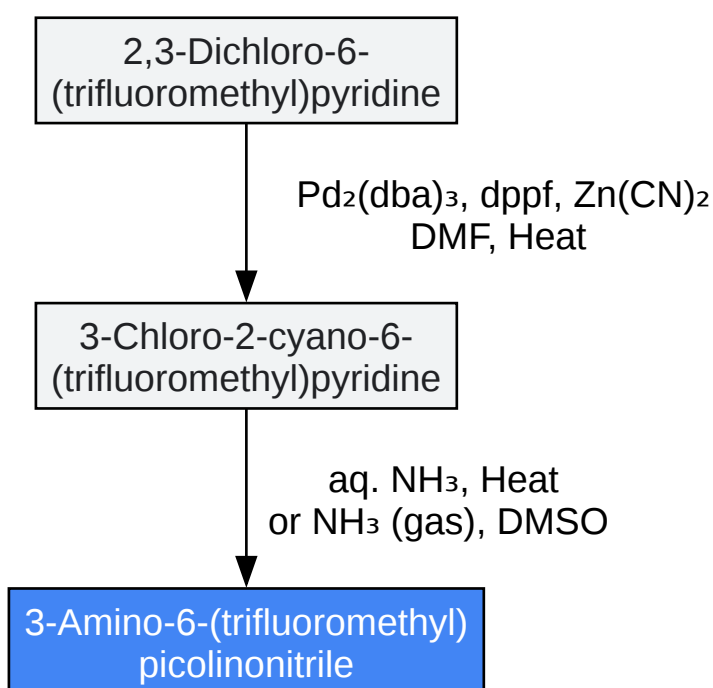 2,3-Dichloro-6-
(trifluoromethyl)pyridine
Pd₂(dba)₃, dppf, Zn(CN)₂
DMF, Heat
3-Chloro-2-cyano-6-
(trifluoromethyl)pyridine
aq. NH₃, Heat
or NH₃ (gas), DMSO
3-Amino-6-(trifluoromethyl)
picolinonitrile